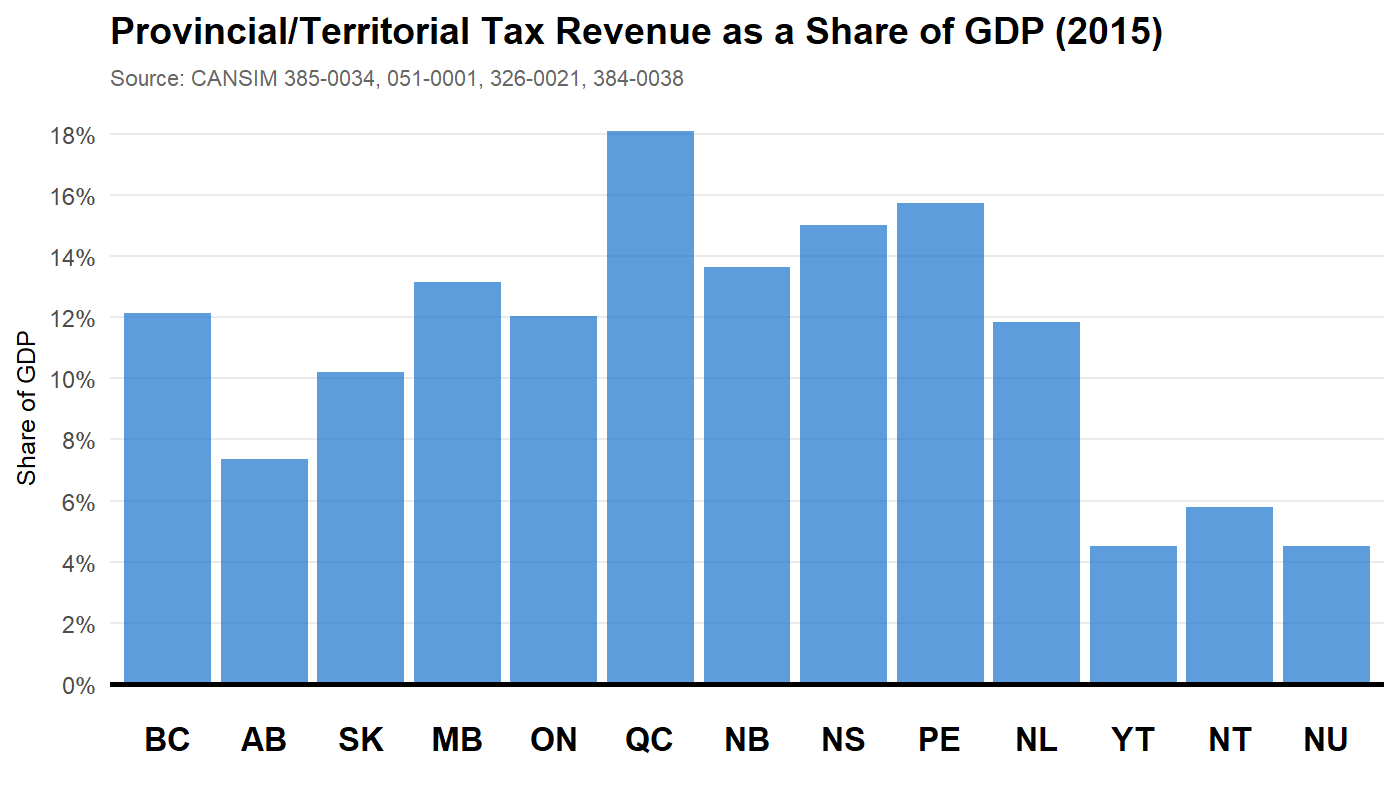 Provincial/Territorial Tax Revenue as a Share of GDP (2015)
Source: CANSIM 385-0034, 051-0001, 326-0021, 384-0038
Share of GDP
18%
16%
14%
12%
10%
8%
6%
4%
2%
0%
BC AB SK MB ON QC NB NS PE NL YT NT NU